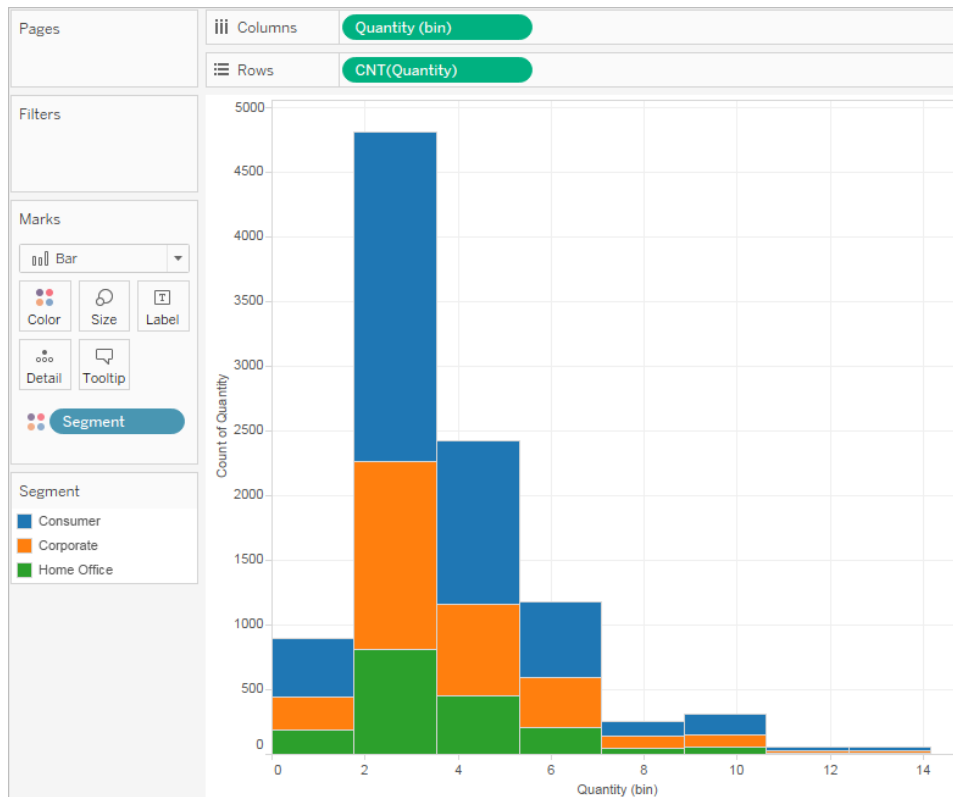 Pages
Columns
Quantity (bin)
Rows
CNT(Quantity)
Filters
Marks
Bar
Color
Size
T
Label
Detail
Tooltip
Segment
Segment
Consumer
Corporate
Home Office
5000
4500
4000
3500
3000
2500
2000
1500
1000
500
0
Count of Quantity
0 2 4 6 8 10 12 14
Quantity (bin)